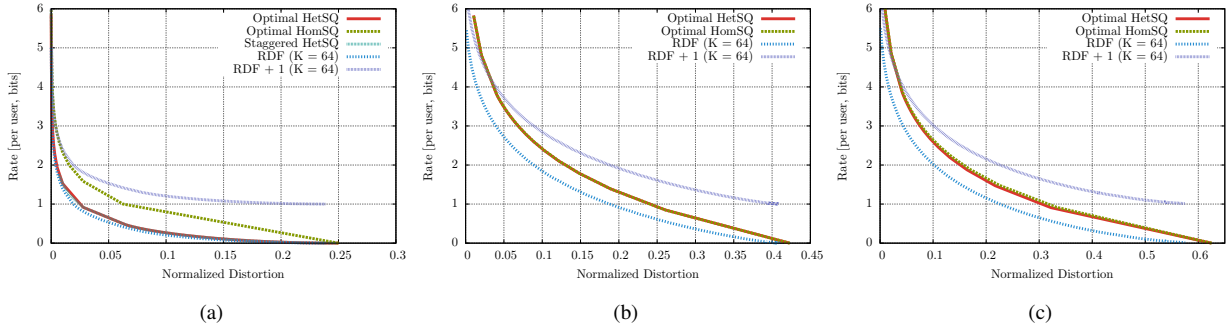 Optimal HetSQ
Optimal HomSQ
Staggered HetSQ
RDF (K = 64)
RDF + 1 (K = 64)
Rate [per user, bits]
6
5
4
3
2
1
0
0
0.05
0.1
0.15
0.2
0.25
0.3
Normalized Distortion
(a)
Optimal HetSQ
Optimal HomSQ
RDF (K = 64)
RDF + 1 (K = 64)
Rate [per user, bits]
6
5
4
3
2
1
0
0
0.05
0.1
0.15
0.2
0.25
0.3
0.35
0.4
0.45
Normalized Distortion
(b)
Optimal HetSQ
Optimal HomSQ
RDF (K = 64)
RDF + 1 (K = 64)
Rate [per user, bits]
6
5
4
3
2
1
0
0
0.1
0.2
0.3
0.4
0.5
0.6
Normalized Distortion
(c)